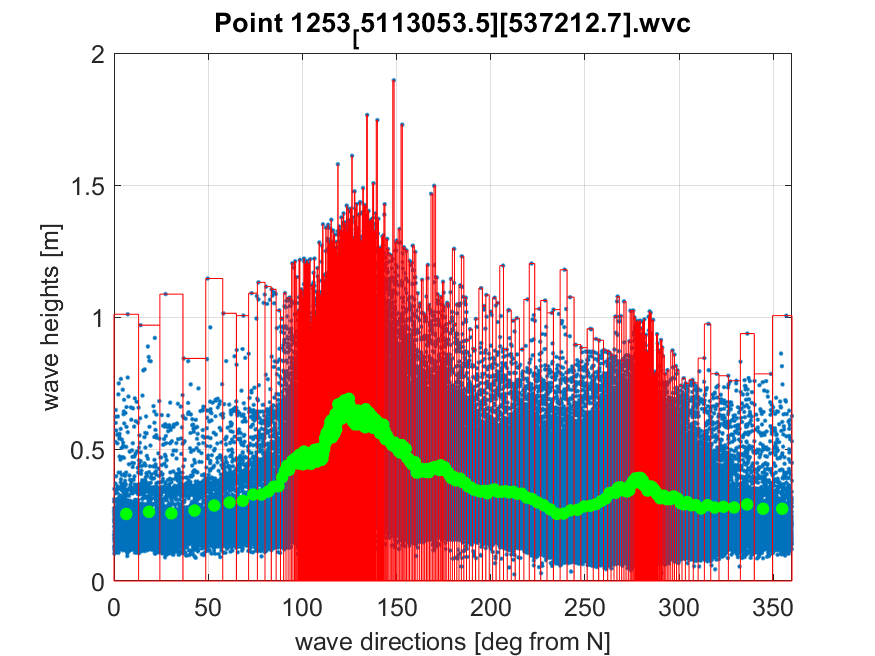 Point 1253[5113053.5][537212.7].wvc
2
1.5
1
0.5
0
0 50 100 150 200 250 300 350
wave heights [m]
wave directions [deg from N]